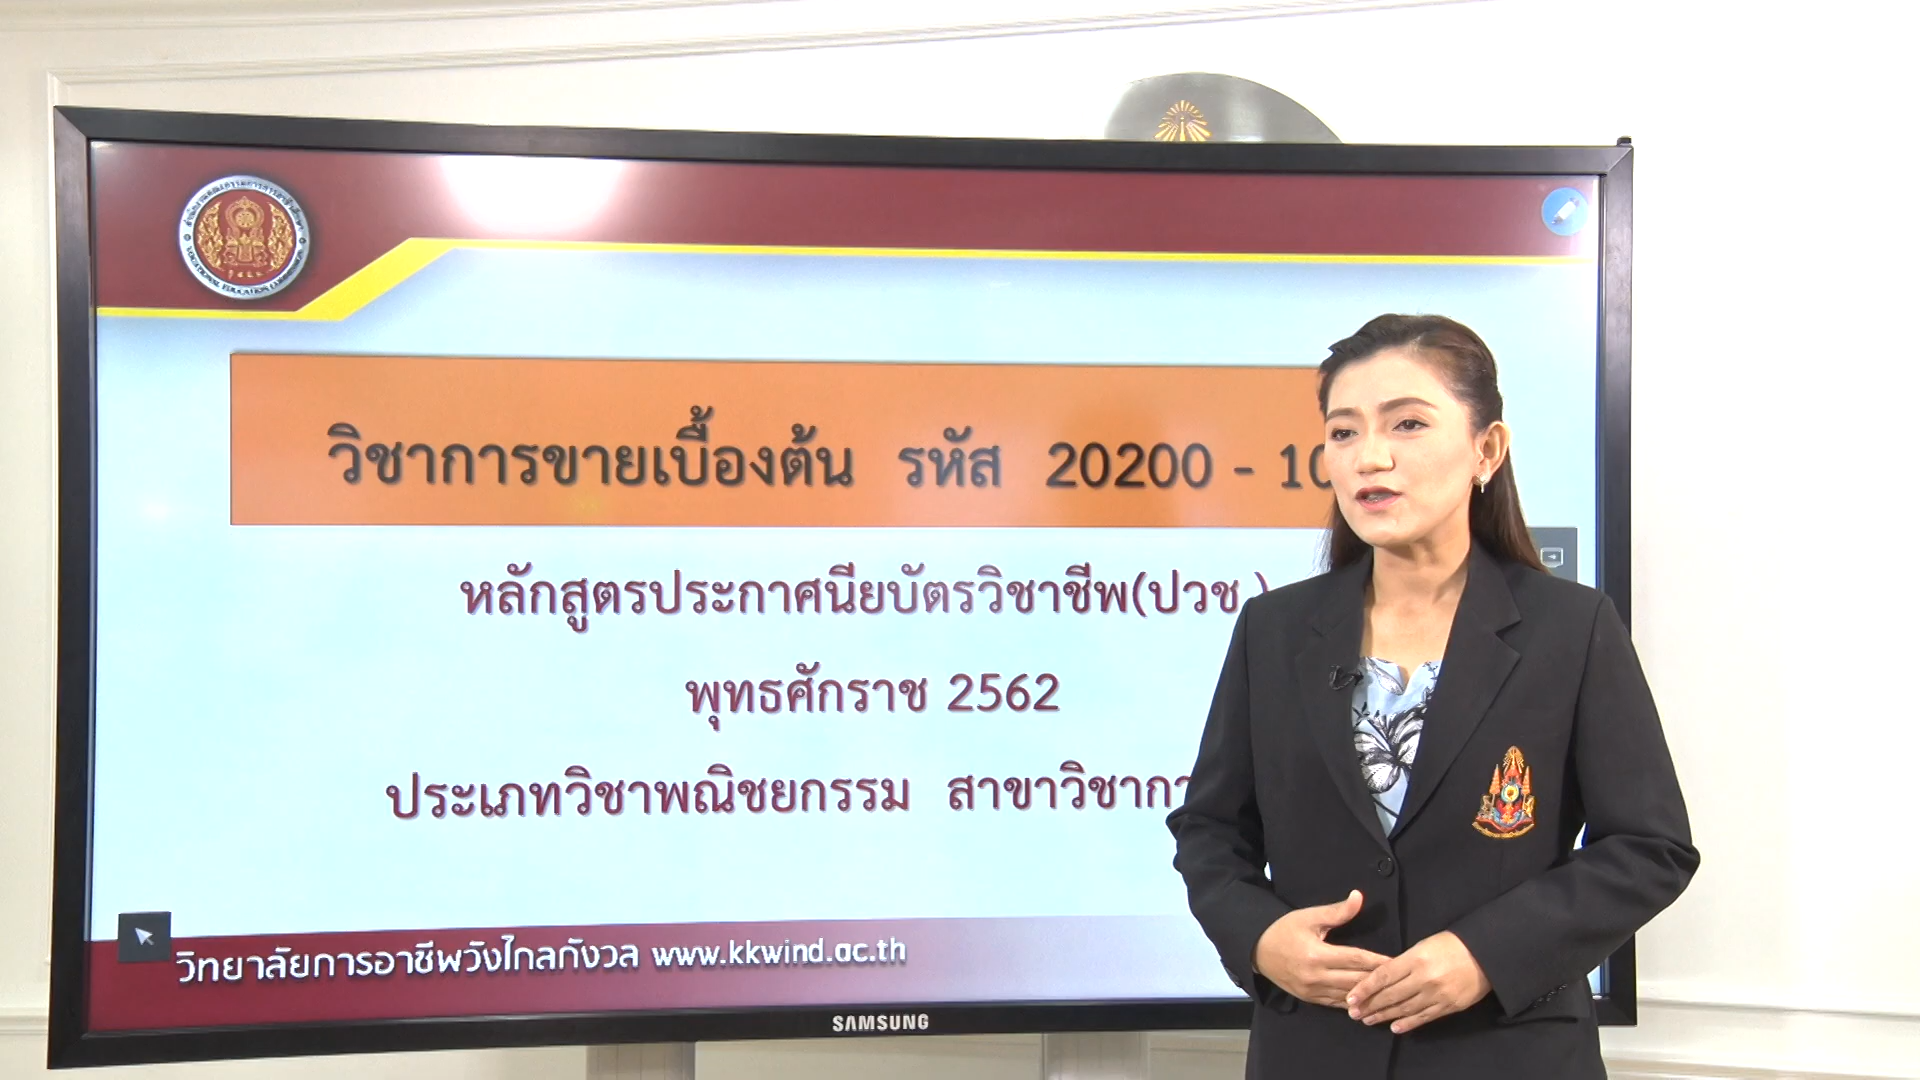 วิชาการขายเบื้องต้น รหัส 20200 - 10
หลักสูตรประกาศนียบัตรวิชาชีพ(ปวช.)
พุทธศักราช 2562
ประเภทวิชาพณิชยกรรม สาขาวิชากา
วิทยาลัยการอาชีพวังไกลกังวล www.kkwind.ac.th
SAMSUNG